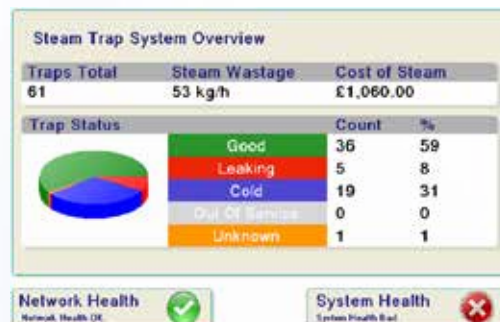 Steam Trap System Overview
Traps Total Steam Wastage Cost of Steam
61 53 kg/h £1,060.00
Trap Status Count %
Good 36 59
Leaking 5 8
Cold 19 31
Out Of Service 0 0
Unknown 1 1
Network Health System Health
Network Health OK System Health Bad